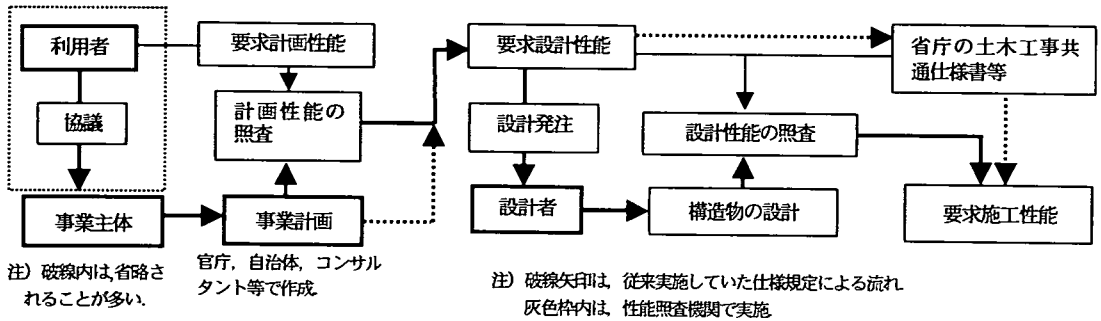 利用者
協議
事業主体
注）破線内は,省略さ
れることが多い.
要求計画性能
計画性能の
照査
事業計画
官庁，自治体，コンサル
タント等で作成.
要求設計性能
設計発注
設計者
設計性能の照査
構造物の設計
省庁の土木工事共
通仕様書等
要求施工性能
注）破線矢印は，従来実施していた仕様規定による流れ.
灰色枠内は，性能照査機関で実施.